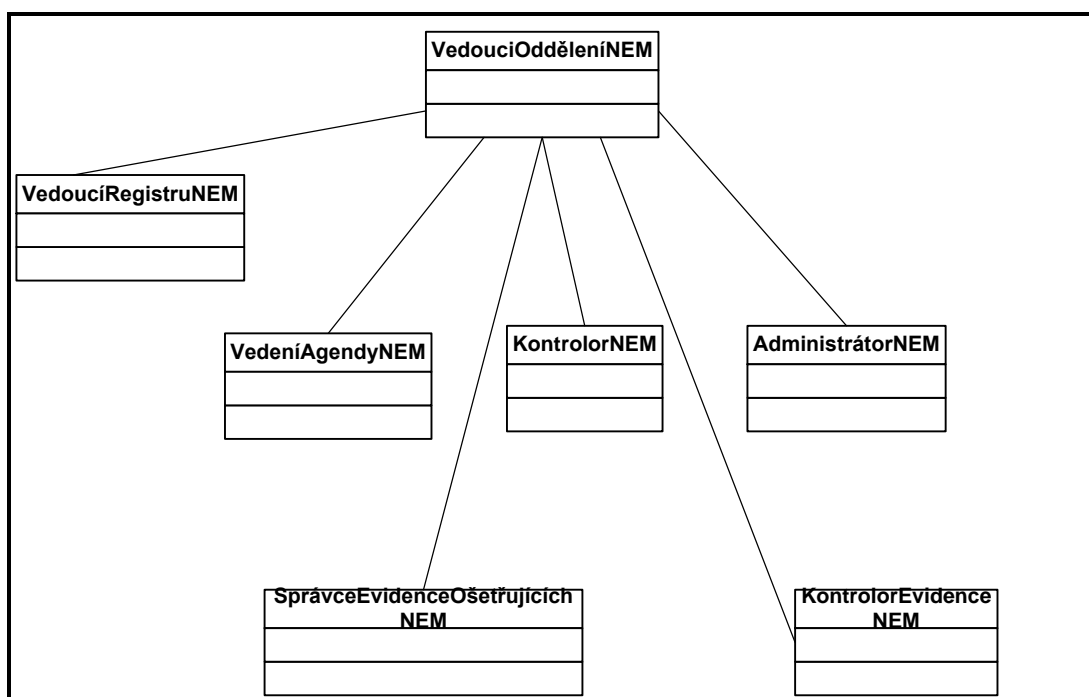 VedouciOdděleníNEM
VedoucíRegistruNEM
VedeníAgendyNEM
KontrolorNEM
AdministrátorNEM
SprávceEvidenceOšetřujících
NEM
KontrolorEvidence
NEM